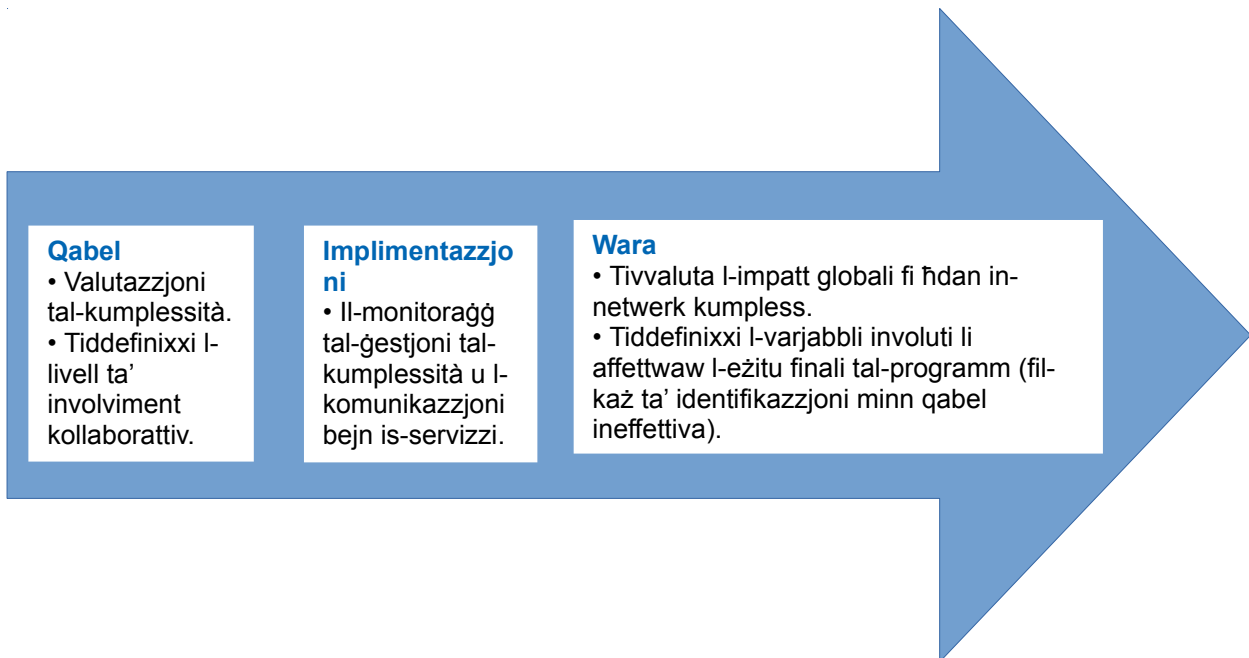 Qabel
• Valutazzjoni
tal-kumplessità.
• Tiddefinixxi l-
livell ta’
involviment
kollaborattiv.
Implimentazzjo
ni
• Il-monitoraġġ
tal-ġestjoni tal-
kumplessità u l-
komunikazzjoni
bejn is-servizzi.
Wara
• Tivvaluta l-impatt globali fi ħdan in-
netwerk kumpless.
• Tiddefinixxi l-varjabbli involuti li
affettwaw l-eżitu finali tal-programm (fil-
każ ta’ identifikazzjoni minn qabel
ineffettiva).